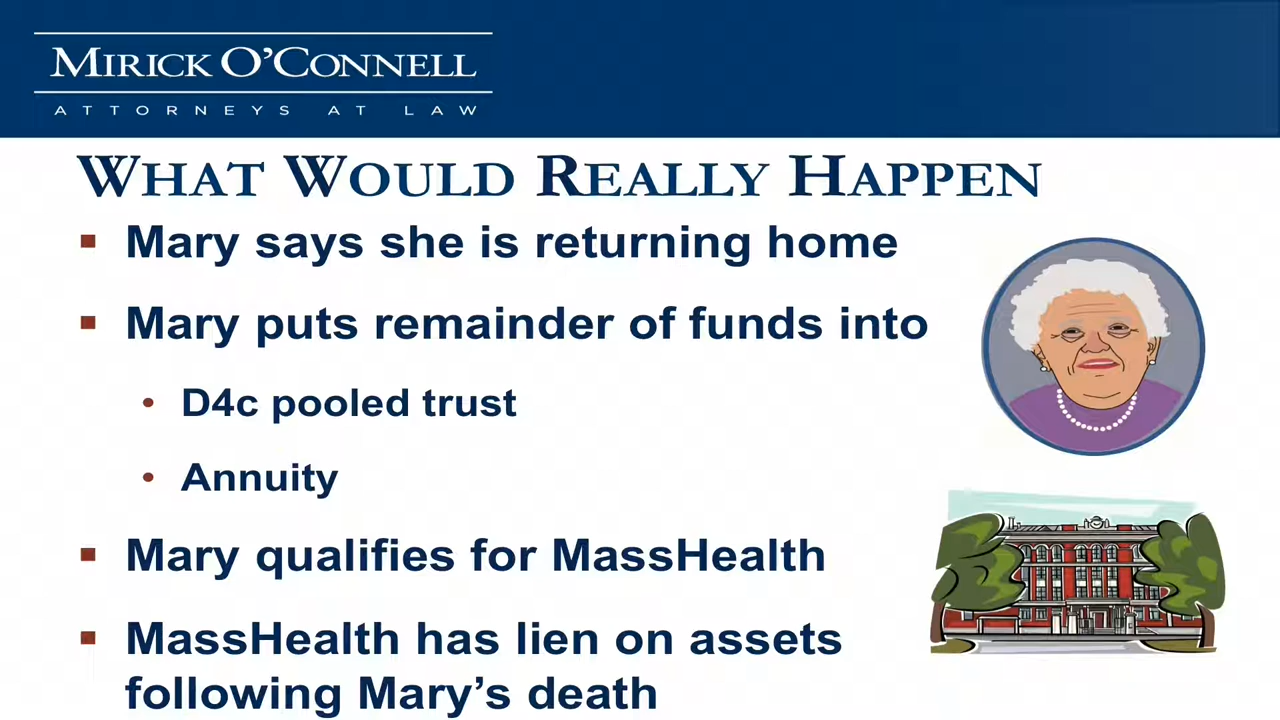 MIRICK O'CONNELL
ATTORNEYS AT LAW
WHAT WOULD REALLY HAPPEN
▪ Mary says she is returning home
▪ Mary puts remainder of funds into
• D4c pooled trust
• Annuity
▪ Mary qualifies for MassHealth
▪ MassHealth has lien on assets
following Mary's death